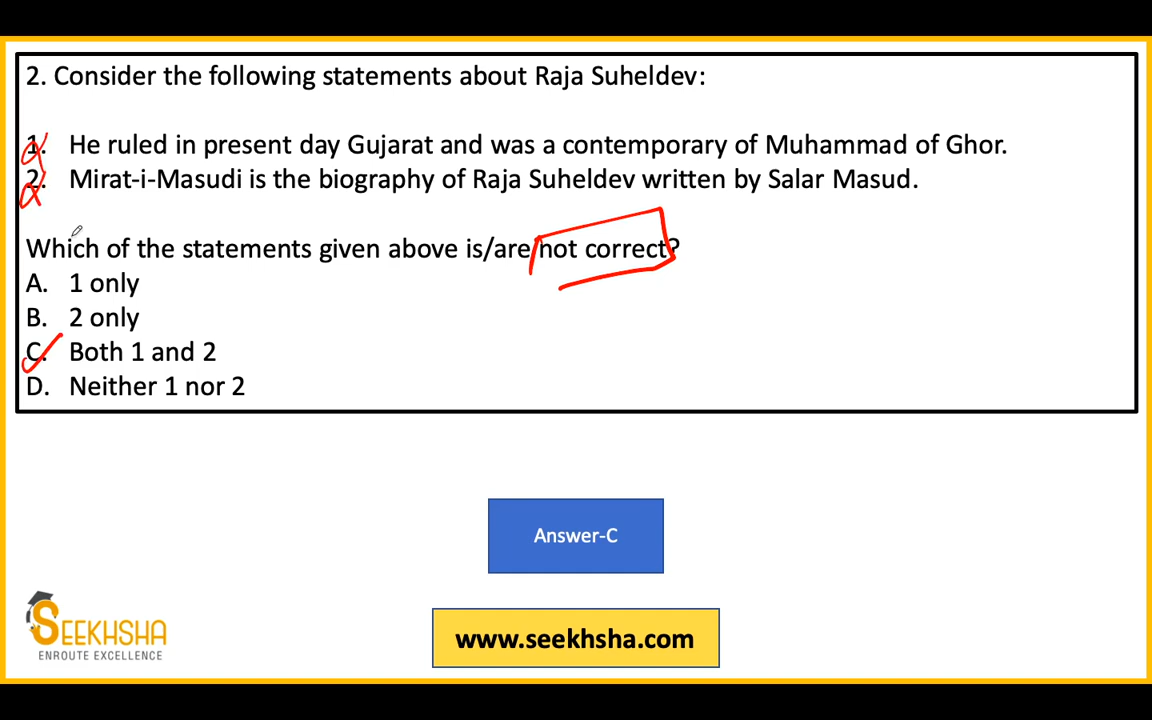 2. Consider the following statements about Raja Suheldev:
1. He ruled in present day Gujarat and was a contemporary of Muhammad of Ghor.
2. Mirat-i-Masudi is the biography of Raja Suheldev written by Salar Masud.
Which of the statements given above is/are not correct?
A. 1 only
B. 2 only
C. Both 1 and 2
D. Neither 1 nor 2
Answer-C
SEEKHSHA
ENROUTE EXCELLENCE
www.seekhsha.com